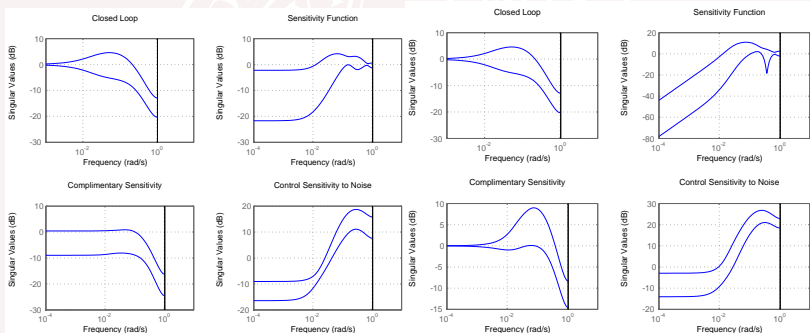 Closed Loop
Singular Values (dB)
10
0
-10
-20
-30
10^-2
10^0
Frequency (rad/s)
Sensitivity Function
Singular Values (dB)
10
0
-10
-20
-30
10^-4
10^-2
10^0
Frequency (rad/s)
Closed Loop
Singular Values (dB)
10
0
-10
-20
-30
10^-2
10^0
Frequency (rad/s)
Sensitivity Function
Singular Values (dB)
20
0
-20
-40
-60
-80
10^-4
10^-2
10^0
Frequency (rad/s)
Complimentary Sensitivity
Singular Values (dB)
10
0
-10
-20
-30
10^-4
10^-2
10^0
Frequency (rad/s)
Control Sensitivity to Noise
Singular Values (dB)
20
10
0
-10
-20
10^-4
10^-2
10^0
Frequency (rad/s)
Complimentary Sensitivity
Singular Values (dB)
10
5
0
-5
-10
-15
10^-4
10^-2
10^0
Frequency (rad/s)
Control Sensitivity to Noise
Singular Values (dB)
30
20
10
0
-10
-20
10^-4
10^-2
10^0
Frequency (rad/s)